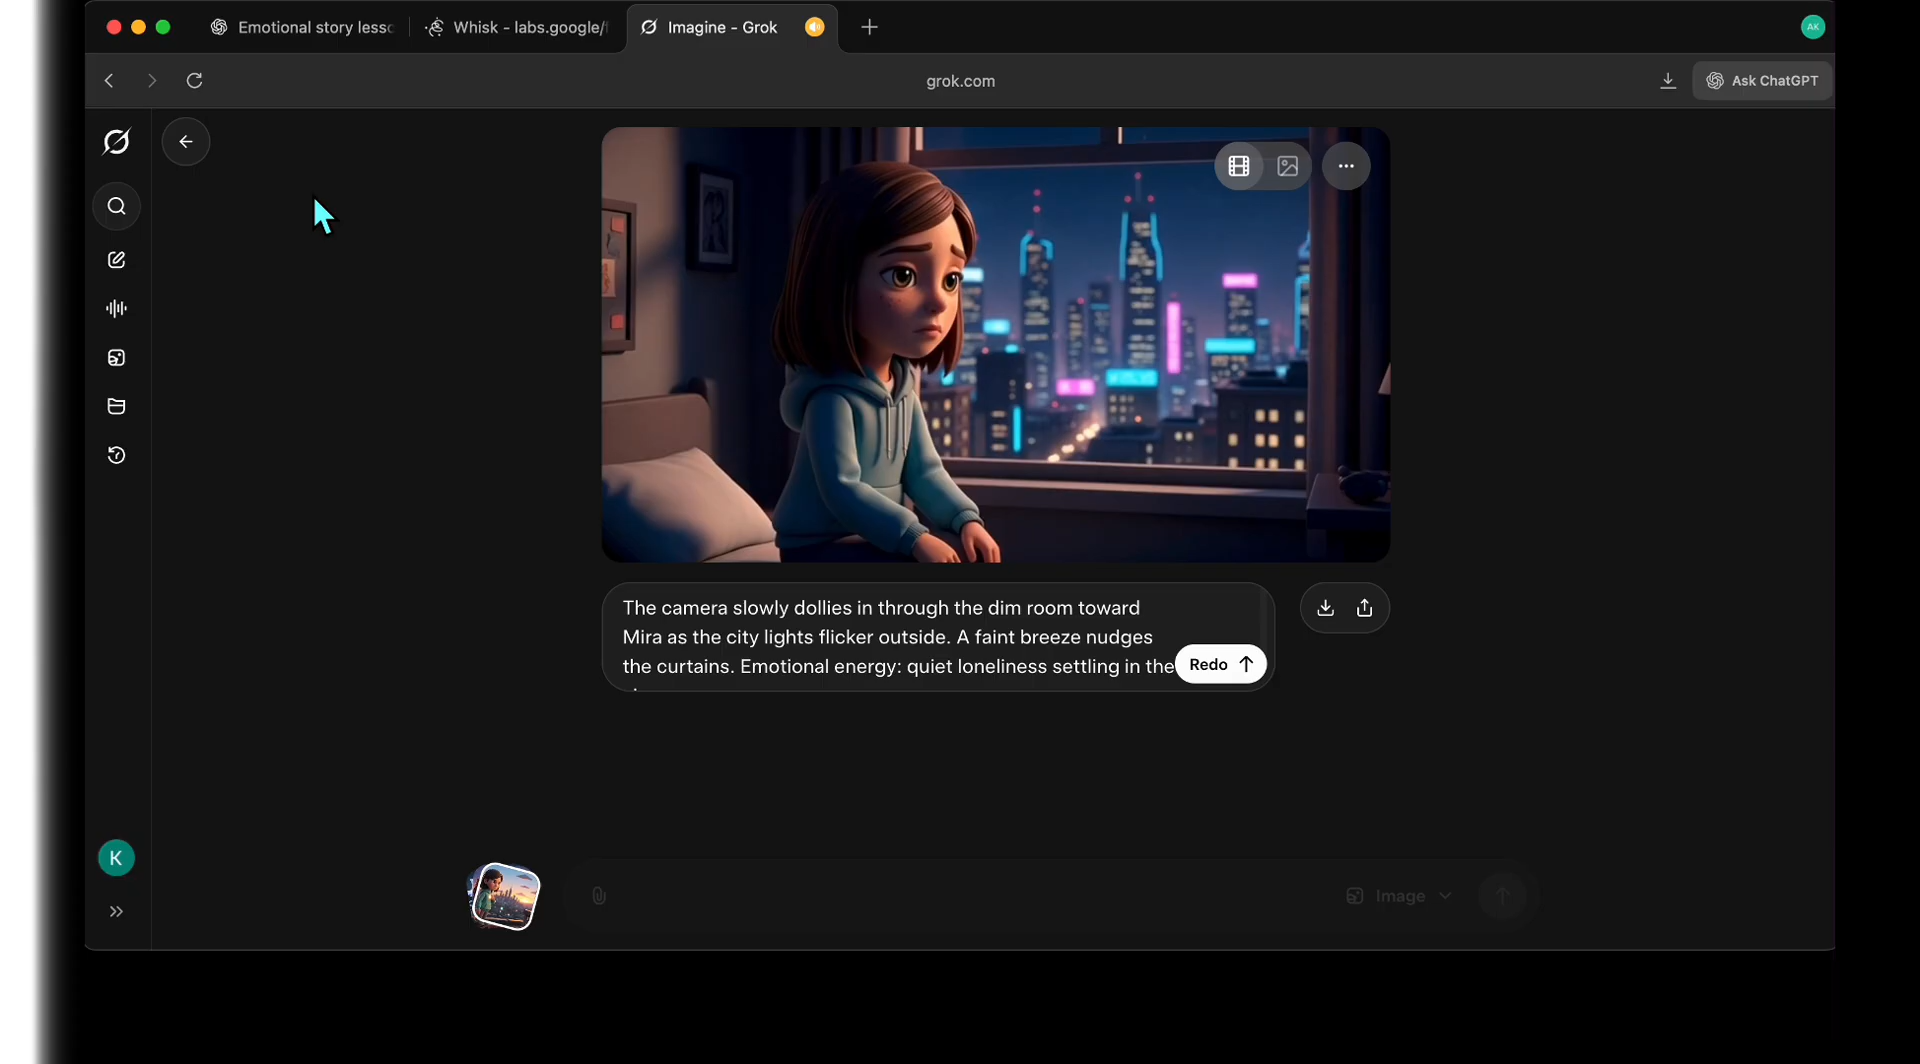 Emotional story lessc
Whisk - labs.google/f
Imagine - Grok
AK
grok.com
Ask ChatGPT
The camera slowly dollies in through the dim room toward
Mira as the city lights flicker outside. A faint breeze nudges
the curtains. Emotional energy: quiet loneliness settling in the
Redo
K
Image